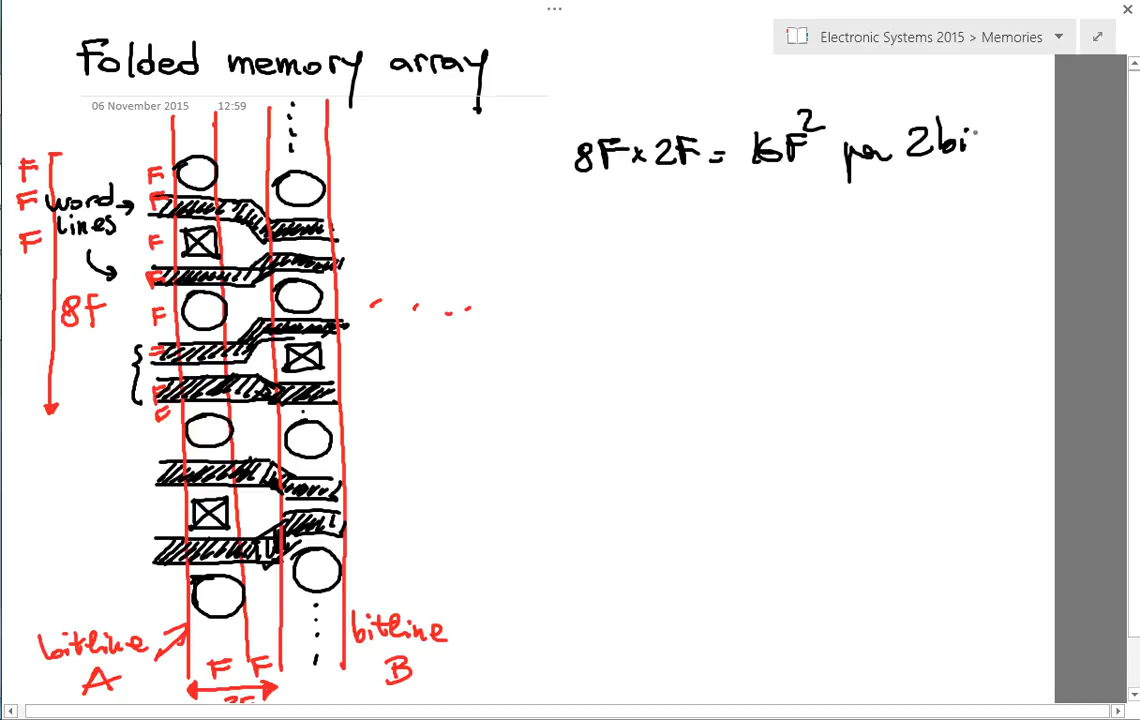 Electronic Systems 2015 > Memories
Folded memory array
06 November 2015 12:59
8F x 2F = 16F² per 2bi
F
F
F
word
lines
8F
F
F
F
F
F
F
F
bitline
A
F F
bitline
B